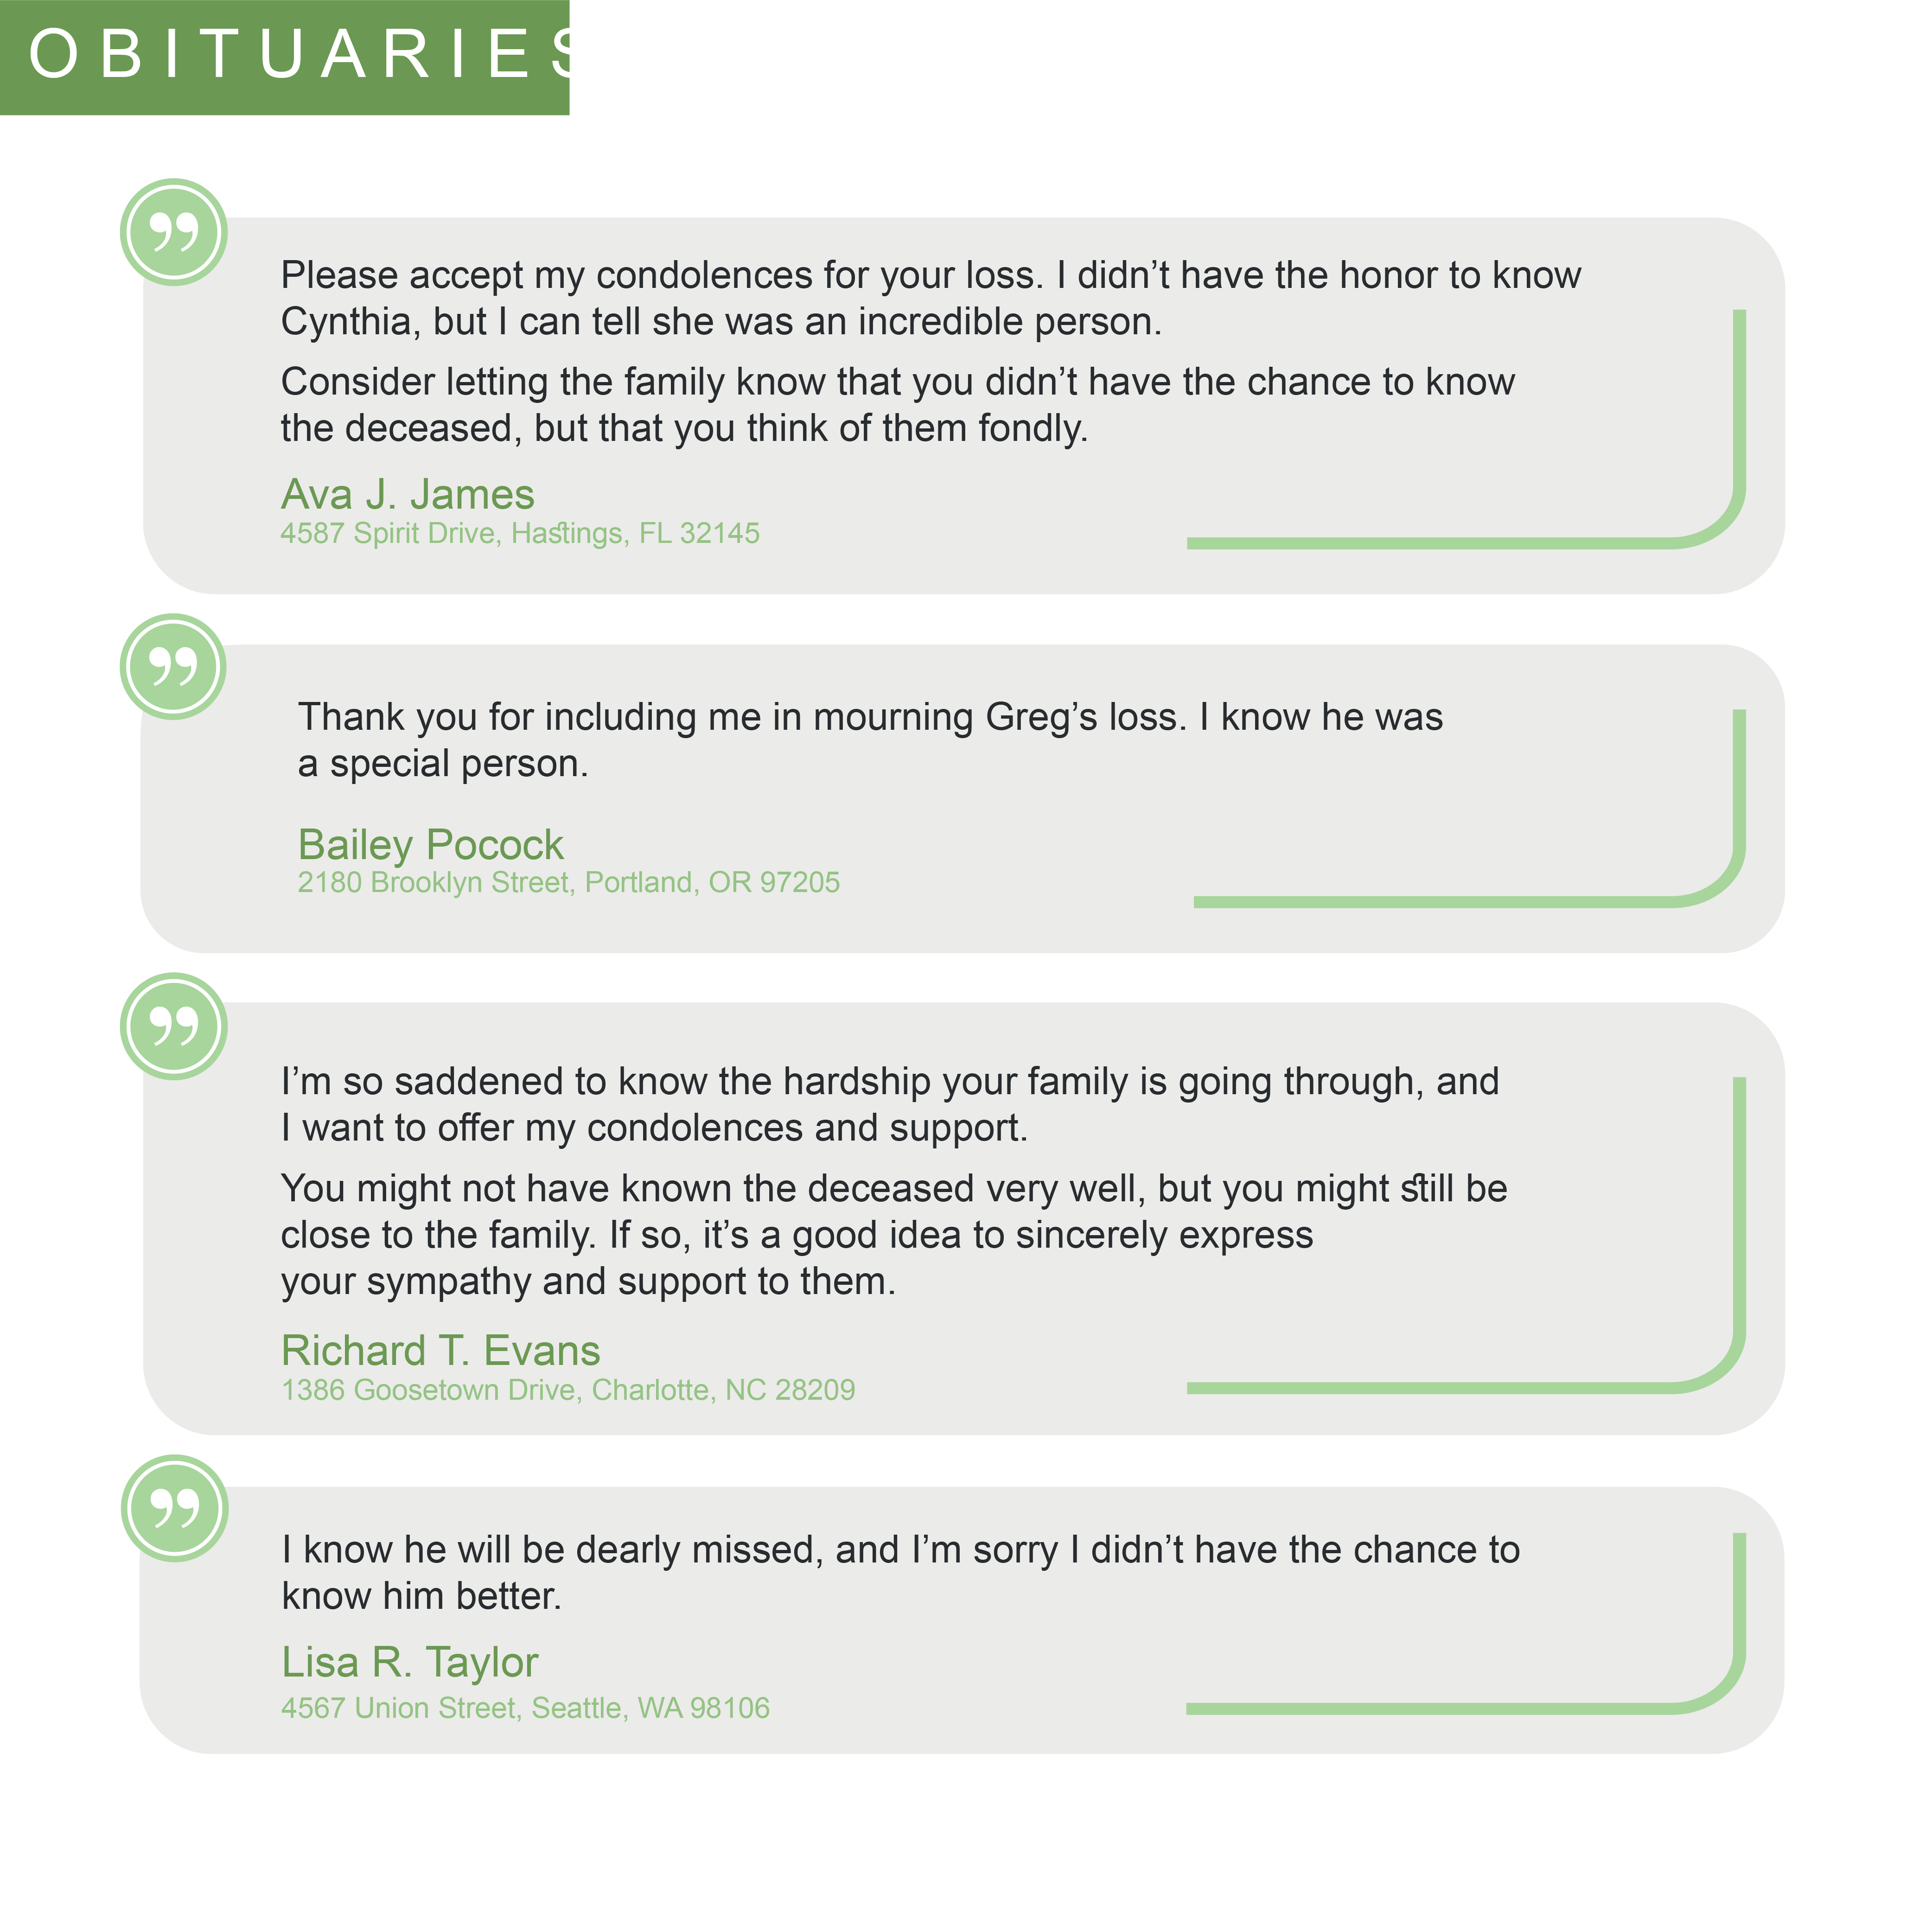 OBITUARIES
Please accept my condolences for your loss. I didn’t have the honor to know
Cynthia, but I can tell she was an incredible person.
Consider letting the family know that you didn’t have the chance to know
the deceased, but that you think of them fondly.
Ava J. James
4587 Spirit Drive, Hastings, FL 32145
Thank you for including me in mourning Greg’s loss. I know he was
a special person.
Bailey Pocock
2180 Brooklyn Street, Portland, OR 97205
I’m so saddened to know the hardship your family is going through, and
I want to offer my condolences and support.
You might not have known the deceased very well, but you might still be
close to the family. If so, it’s a good idea to sincerely express
your sympathy and support to them.
Richard T. Evans
1386 Goosetown Drive, Charlotte, NC 28209
I know he will be dearly missed, and I’m sorry I didn’t have the chance to
know him better.
Lisa R. Taylor
4567 Union Street, Seattle, WA 98106